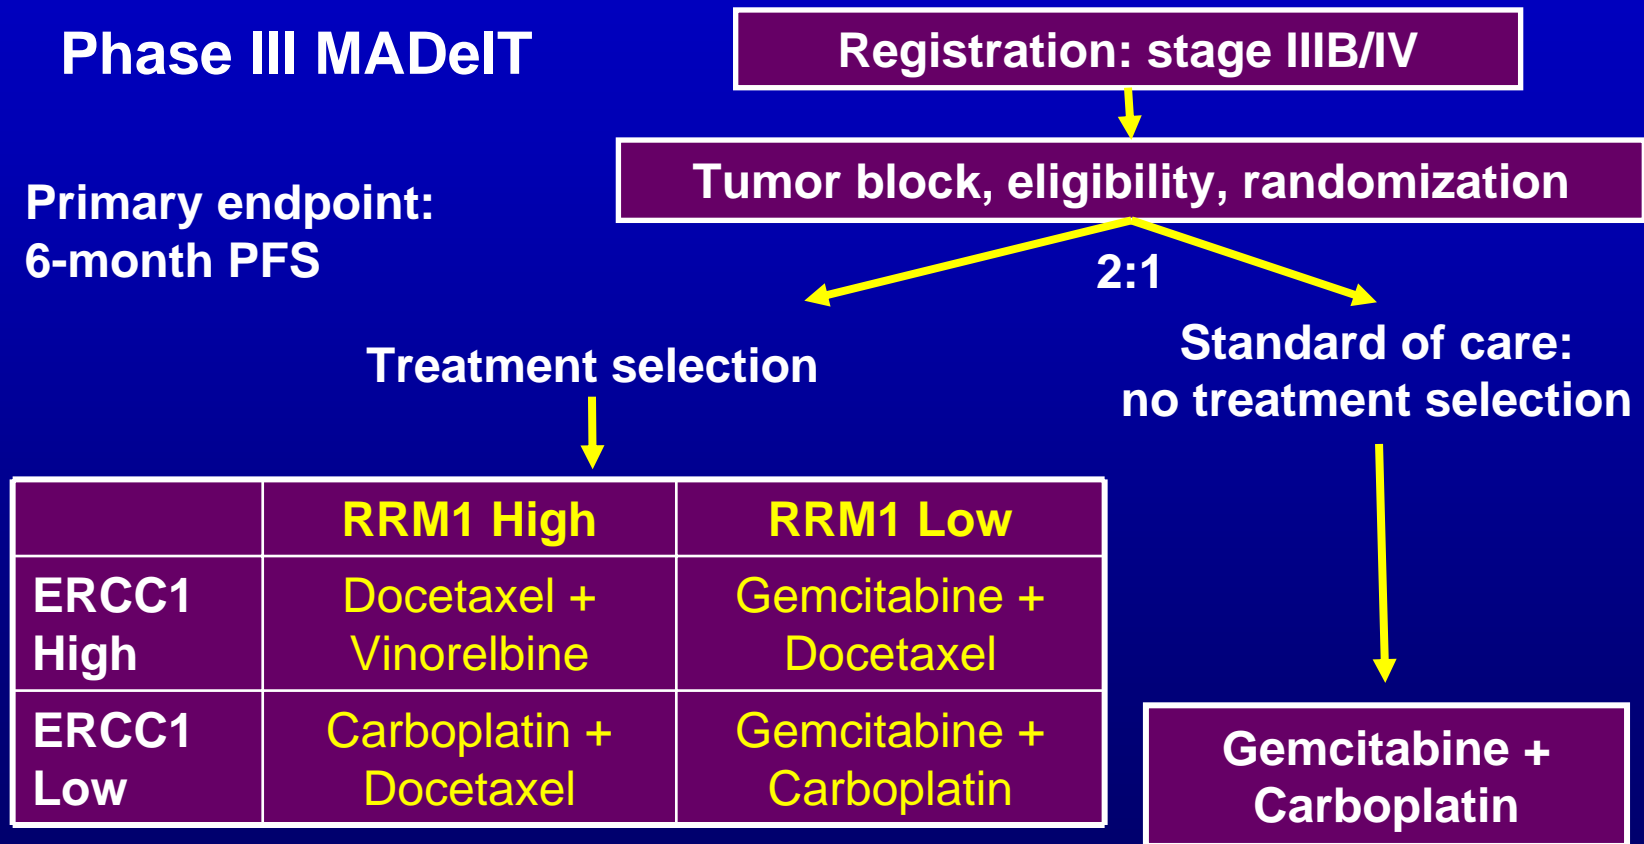 Phase III MADeIT
Registration: stage IIIB/IV
Tumor block, eligibility, randomization
Primary endpoint:
6-month PFS
2:1
Treatment selection
Standard of care:
no treatment selection
RRM1 High
RRM1 Low
ERCC1
High
Docetaxel +
Vinorelbine
Gemcitabine +
Docetaxel
ERCC1
Low
Carboplatin +
Docetaxel
Gemcitabine +
Carboplatin
Gemcitabine +
Carboplatin